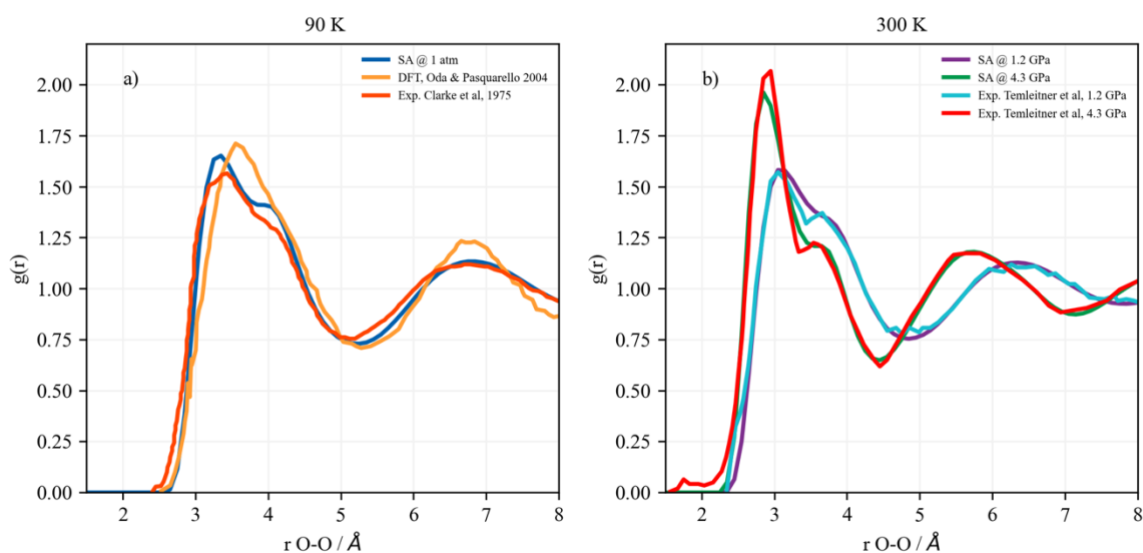 90 K
a)
SA @ 1 atm
DFT, Oda & Pasquarello 2004
Exp. Clarke et al, 1975
g(r)
2.00
1.75
1.50
1.25
1.00
0.75
0.50
0.25
0.00
2 3 4 5 6 7 8
r O-O / Å
300 K
b)
SA @ 1.2 GPa
SA @ 4.3 GPa
Exp. Temleitner et al, 1.2 GPa
Exp. Temleitner et al, 4.3 GPa
g(r)
2.00
1.75
1.50
1.25
1.00
0.75
0.50
0.25
0.00
2 3 4 5 6 7 8
r O-O / Å